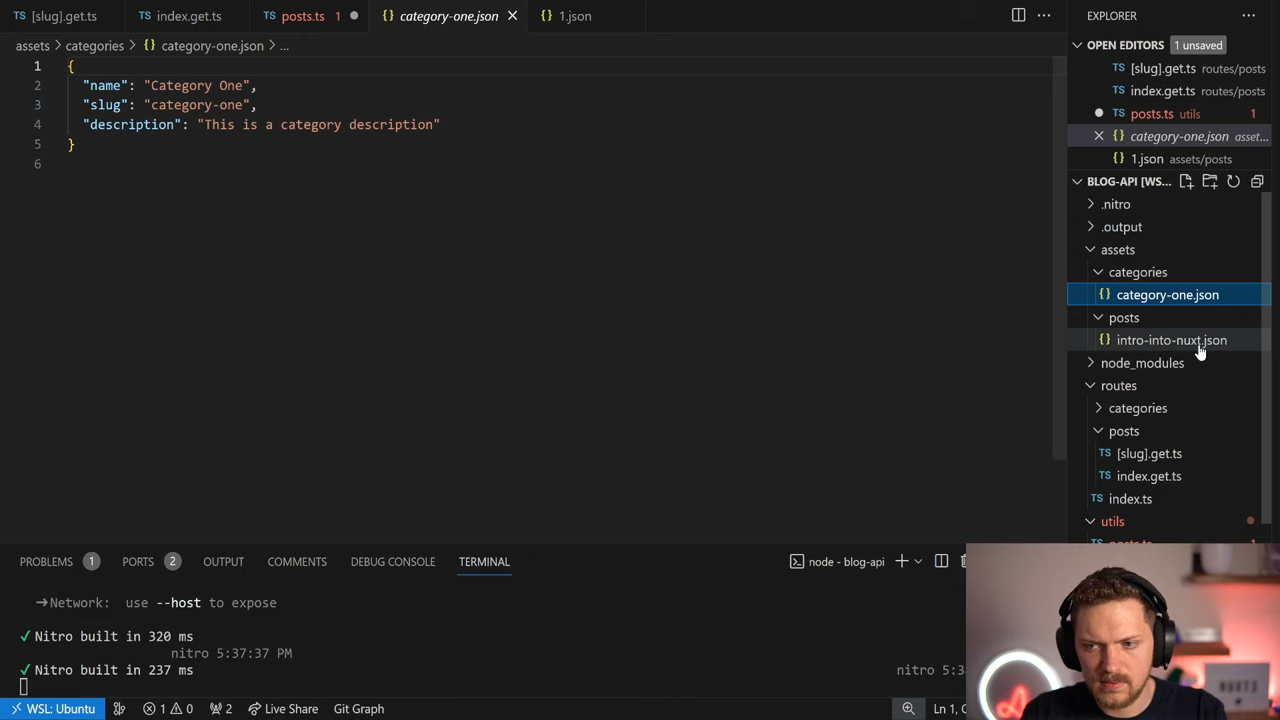 [slug].get.ts
index.get.ts
posts.ts 1
category-one.json
1.json
assets > categories > {} category-one.json > ...
1 {
2 "name": "Category One",
3 "slug": "category-one",
4 "description": "This is a category description"
5 }
6
EXPLORER
OPEN EDITORS 1 unsaved
TS [slug].get.ts routes/posts
TS index.get.ts routes/posts
TS posts.ts utils 1
{} category-one.json asset...
{} 1.json assets/posts
BLOG-API [WS...
.nitro
.output
assets
categories
{} category-one.json
posts
{} intro-into-nuxt.json
node_modules
routes
categories
posts
TS [slug].get.ts
TS index.get.ts
TS index.ts
utils
PROBLEMS 1 PORTS 2 OUTPUT COMMENTS DEBUG CONSOLE TERMINAL
node - blog-api
➜Network: use --host to expose
✓ Nitro built in 320 ms
nitro 5:37:37 PM
✓ Nitro built in 237 ms
nitro 5:3
WSL: Ubuntu 1 0 2 Live Share Git Graph